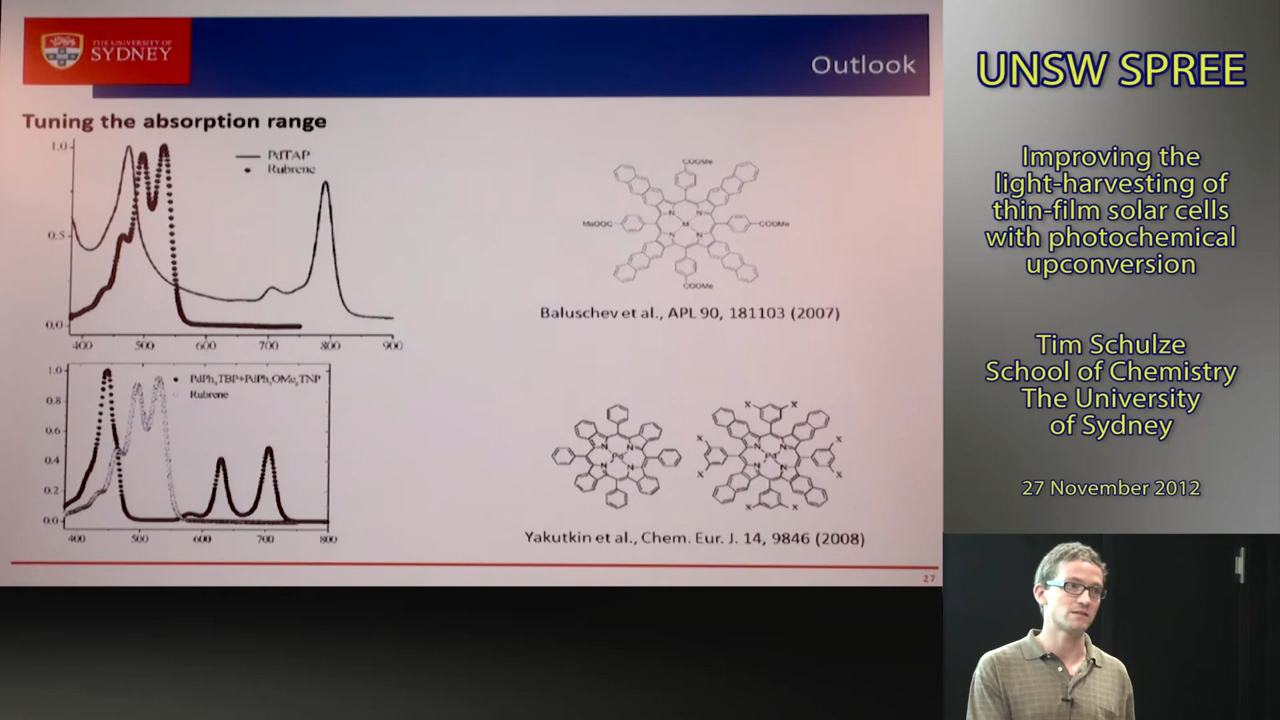 THE UNIVERSITY OF
SYDNEY
Outlook
Tuning the absorption range
1.0
0.5
0.0
PdTAP
Rubrene
400 500 600 700 800 900
COOMe
MeOOC
COOMe
COOMe
N N
M
N N
Baluschev et al., APL 90, 181103 (2007)
1.0
0.8
0.6
0.4
0.2
0.0
Rubrene
400 500 600 700 800
N N
Pd
N N
X X
X X
N N
Pd
N N
X X
X X
Yakutkin et al., Chem. Eur. J. 14, 9846 (2008)
27
UNSW SPREE
Improving the
light-harvesting of
thin-film solar cells
with photochemical
upconversion
Tim Schulze
School of Chemistry
The University
of Sydney
27 November 2012